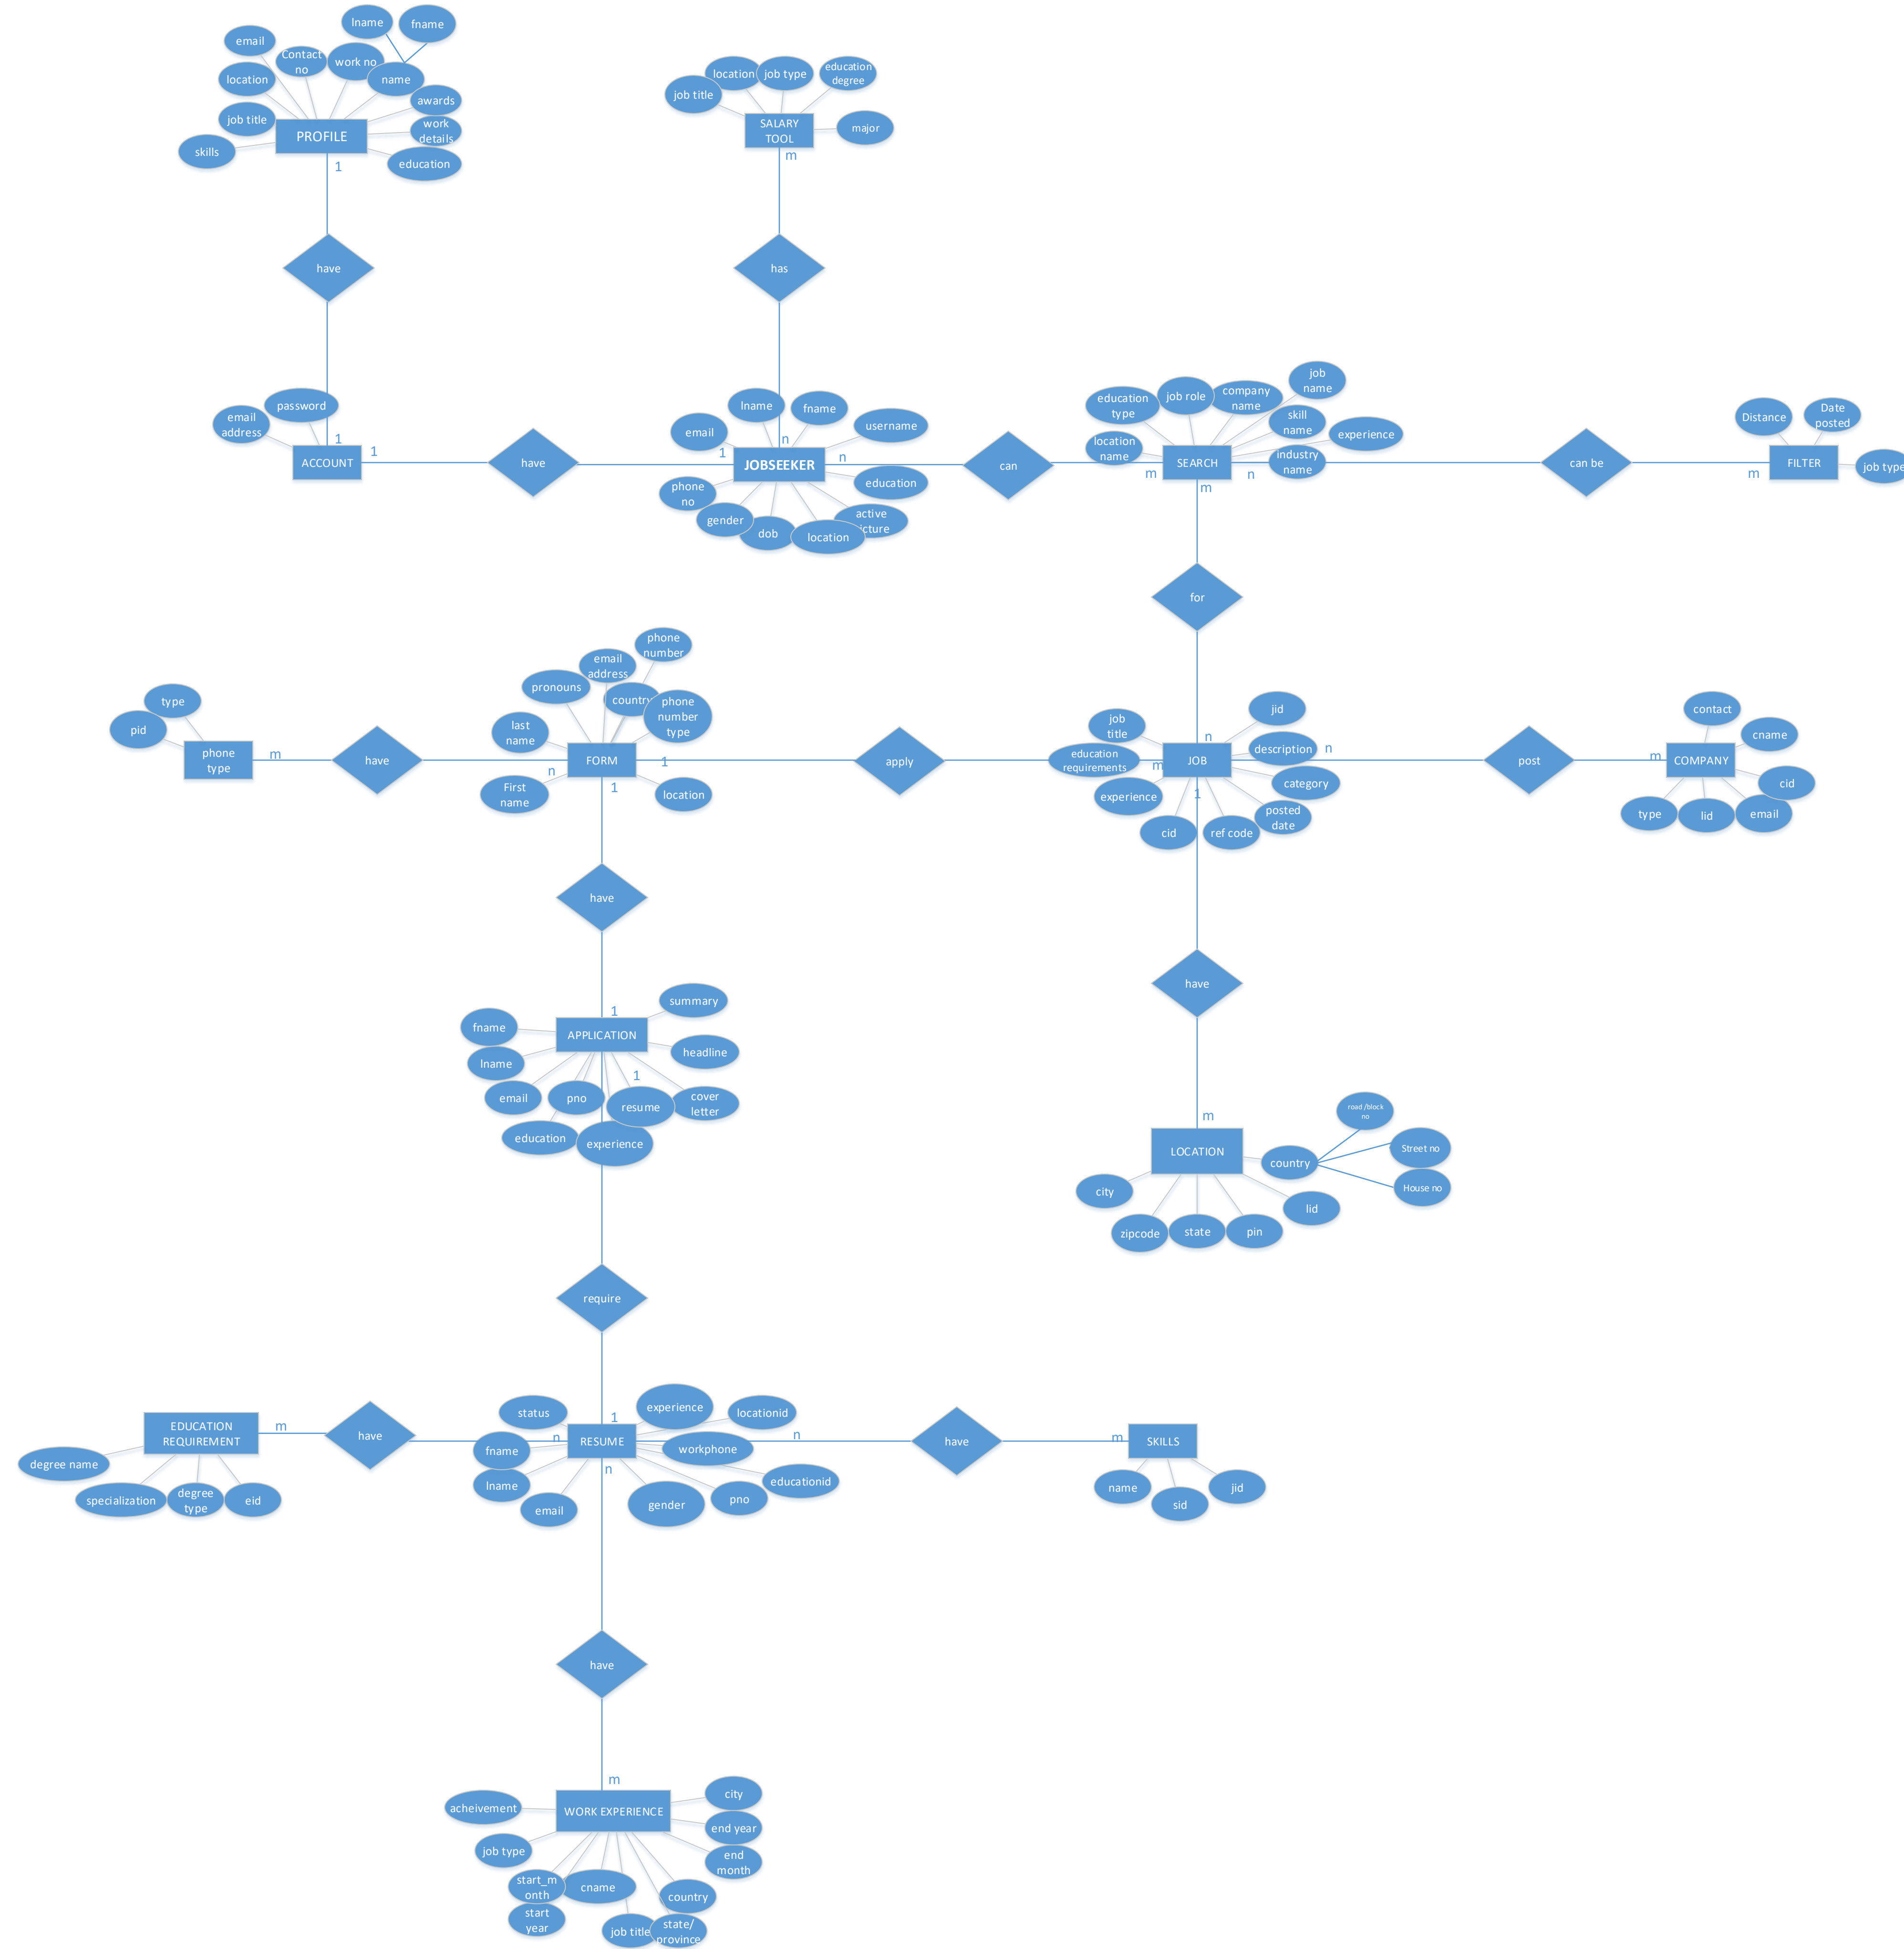 lname
fname
email
Contact
no
work no
location
name
awards
job title
work
details
PROFILE
skills
education
1
location
job type
education
degree
job title
SALARY
TOOL
major
m
have
has
password
email
address
1
ACCOUNT
1
have
lname
fname
email
username
n
1
JOBSEEKER
n
phone
no
education
gender
dob
location
active
icture
can
education
type
job role
company
name
job
name
skill
name
experience
location
name
SEARCH
industry
name
m
n
m
can be
Distance
Date
posted
FILTER
job type
m
for
phone
number
email
address
pronouns
country
phone
number
type
last
name
FORM
First
name
n
1
1
location
type
pid
phone
type
m
have
apply
jid
job
title
n
description
n
education
requirements
m
JOB
experience
1
category
posted
date
cid
ref code
post
contact
cname
m
COMPANY
cid
type
lid
email
have
have
1
summary
fname
APPLICATION
headline
lname
email
pno
1
resume
cover
letter
education
experience
m
road /block
no
LOCATION
country
Street no
House no
city
lid
zipcode
state
pin
require
status
1
experience
locationid
EDUCATION
REQUIREMENT
m
have
n
RESUME
n
fname
workphone
lname
n
educationid
degree name
specialization
degree
type
eid
email
gender
pno
have
m
SKILLS
name
sid
jid
have
m
city
acheivement
WORK EXPERIENCE
end year
job type
end
month
start_m
onth
cname
country
start
year
job title
state/
province